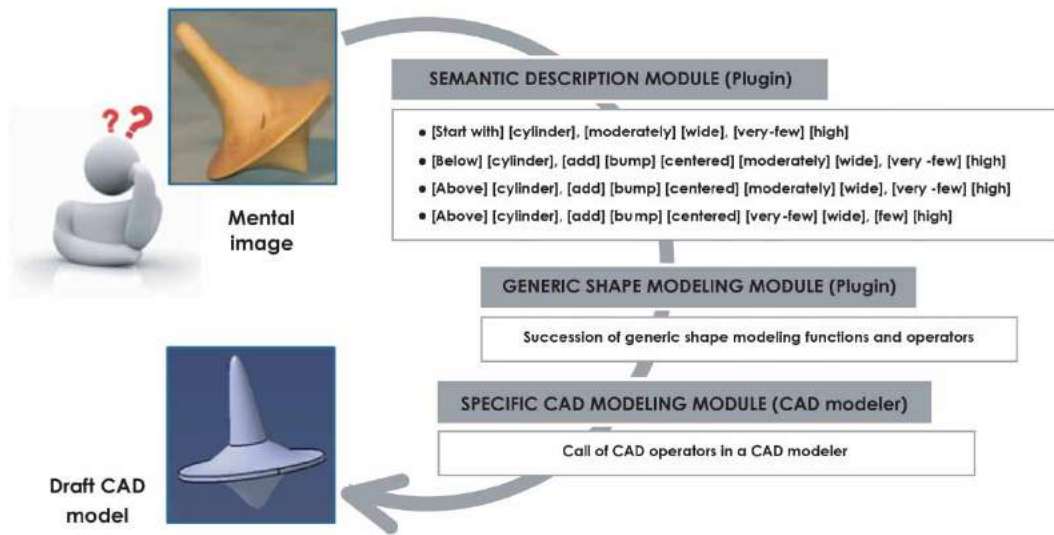 ? ?
Mental
image
SEMANTIC DESCRIPTION MODULE (Plugin)
• [Start with] [cylinder], [moderately] [wide], [very-few] [high]
• [Below] [cylinder], [add] [bump] [centered] [moderately] [wide], [very -few] [high]
• [Above] [cylinder], [add] [bump] [centered] [moderately] [wide], [very -few] [high]
• [Above] [cylinder], [add] [bump] [centered] [very-few] [wide], [few] [high]
GENERIC SHAPE MODELING MODULE (Plugin)
Succession of generic shape modeling functions and operators
SPECIFIC CAD MODELING MODULE (CAD modeler)
Call of CAD operators in a CAD modeler
Draft CAD
model